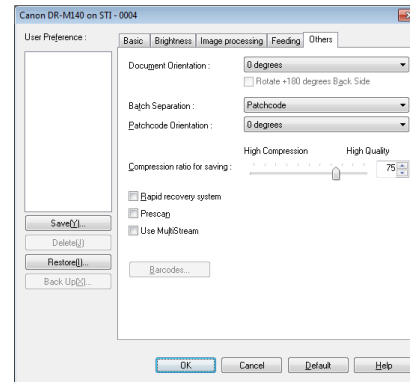 Canon DR-M140 on STI - 0004
User Preference :
Basic Brightness Image processing Feeding Others
Document Orientation : 0 degrees
Rotate +180 degrees Back Side
Batch Separation : Patchcode
Patchcode Orientation : 0 degrees
High Compression High Quality
Compression ratio for saving : 75
Rapid recovery system
Prescan
Use MultiStream
Barcodes...
Save(Y)...
Delete(J)
Restore(I)...
Back Up(X)...
OK Cancel Default Help